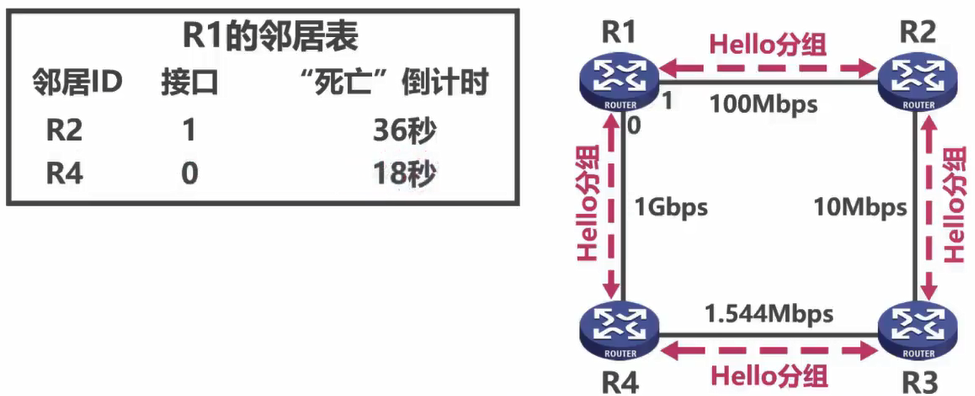 R1的邻居表
邻居ID 接口 “死亡”倒计时
R2 1 36秒
R4 0 18秒
R1
R2
Hello分组
ROUTER
ROUTER
1
100Mbps
0
Hello分组
1Gbps
10Mbps
Hello分组
1.544Mbps
ROUTER
ROUTER
Hello分组
R4
R3